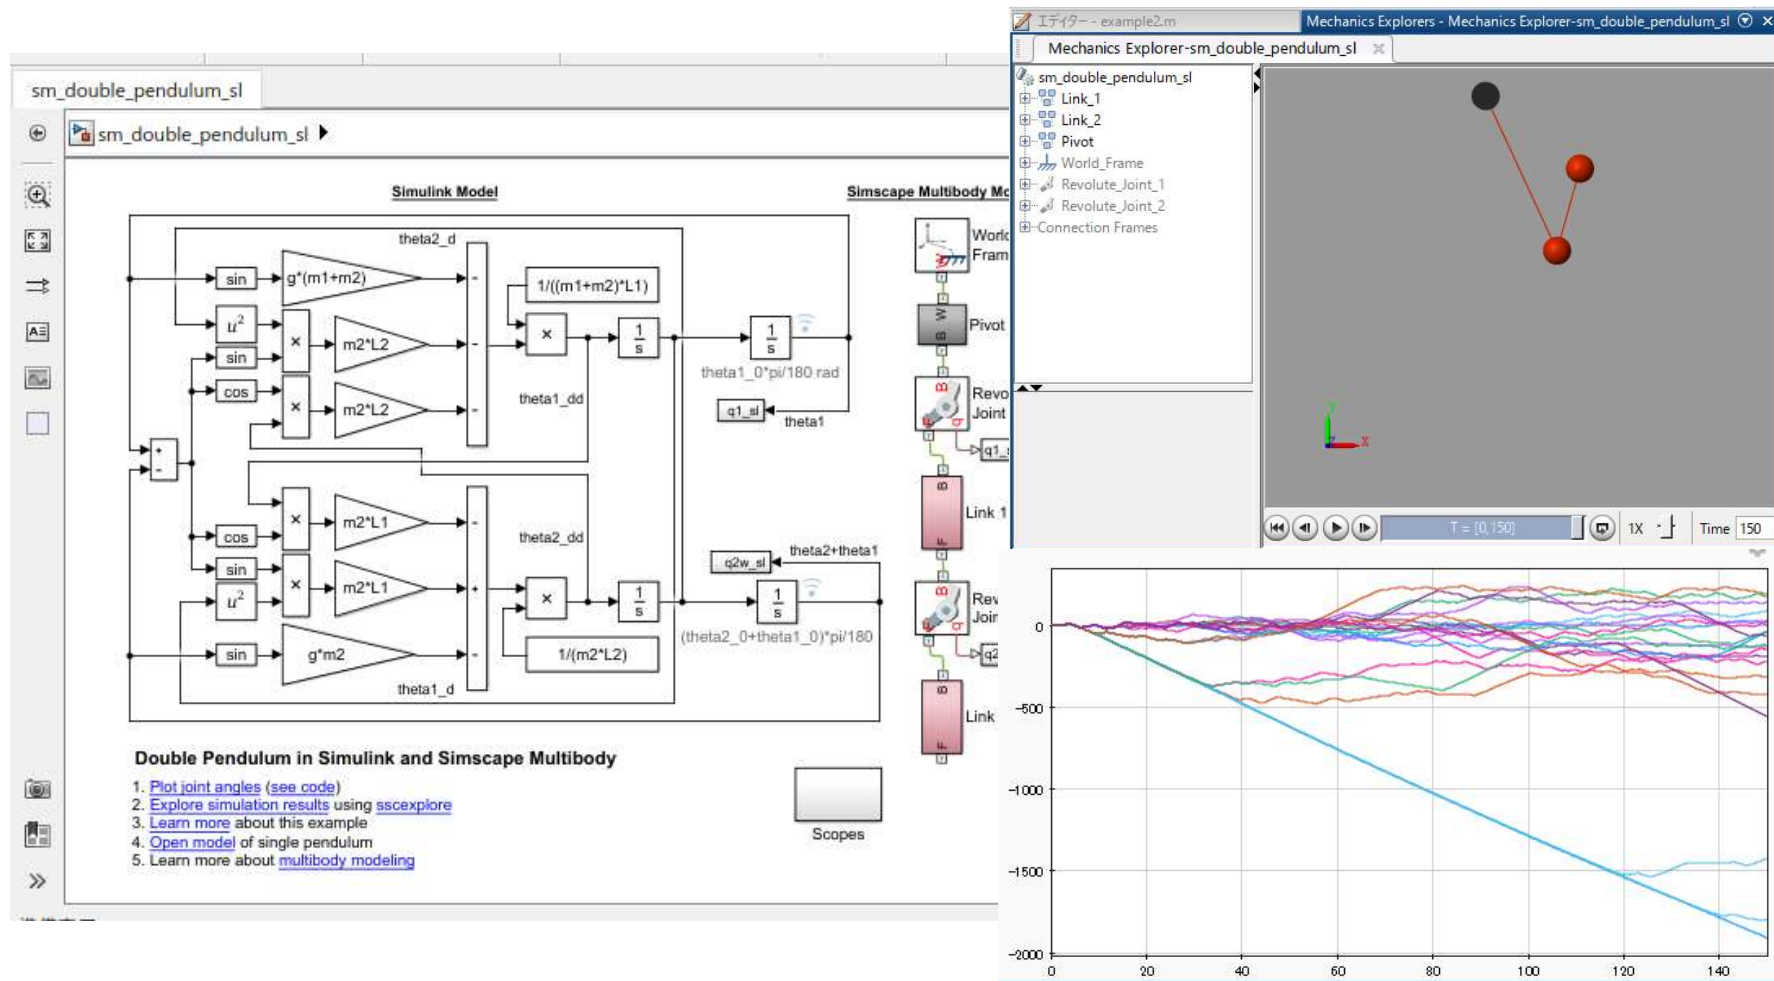 sm_double_pendulum_sl
sm_double_pendulum_sl
Simulink Model
Simscape Multibody Mo
theta2_d
sin
g*(m1+m2)
-
1/((m1+m2)*L1)
u²
×
m2*L2
-
×
1/s
1/s
sin
theta1_0*pi/180 rad
cos
×
m2*L2
-
theta1_dd
q1_sl
theta1
+
-
×
m2*L1
-
cos
theta2_dd
theta2+theta1
q2w_sl
sin
×
m2*L1
+
×
1/s
1/s
u²
(theta2_0+theta1_0)*pi/180
sin
g*m2
-
1/(m2*L2)
theta1_d
World
Fram
W
W
B
Pivot
B
F
q
Revo
Joint
q1_s
B
F
Link 1
B
F
q
Rev
Join
q2
B
F
Link
Double Pendulum in Simulink and Simscape Multibody
1. Plot joint angles (see code)
2. Explore simulation results using sscexplore
3. Learn more about this example
4. Open model of single pendulum
5. Learn more about multibody modeling
Scopes
エディター - example2.m
Mechanics Explorers - Mechanics Explorer-sm_double_pendulum_sl
Mechanics Explorer-sm_double_pendulum_sl
sm_double_pendulum_sl
Link_1
Link_2
Pivot
World_Frame
Revolute_Joint_1
Revolute_Joint_2
Connection Frames
Y
Z
X
T = [0,150]
1X
Time 150
0
-500
-1000
-1500
-2000
0 20 40 60 80 100 120 140